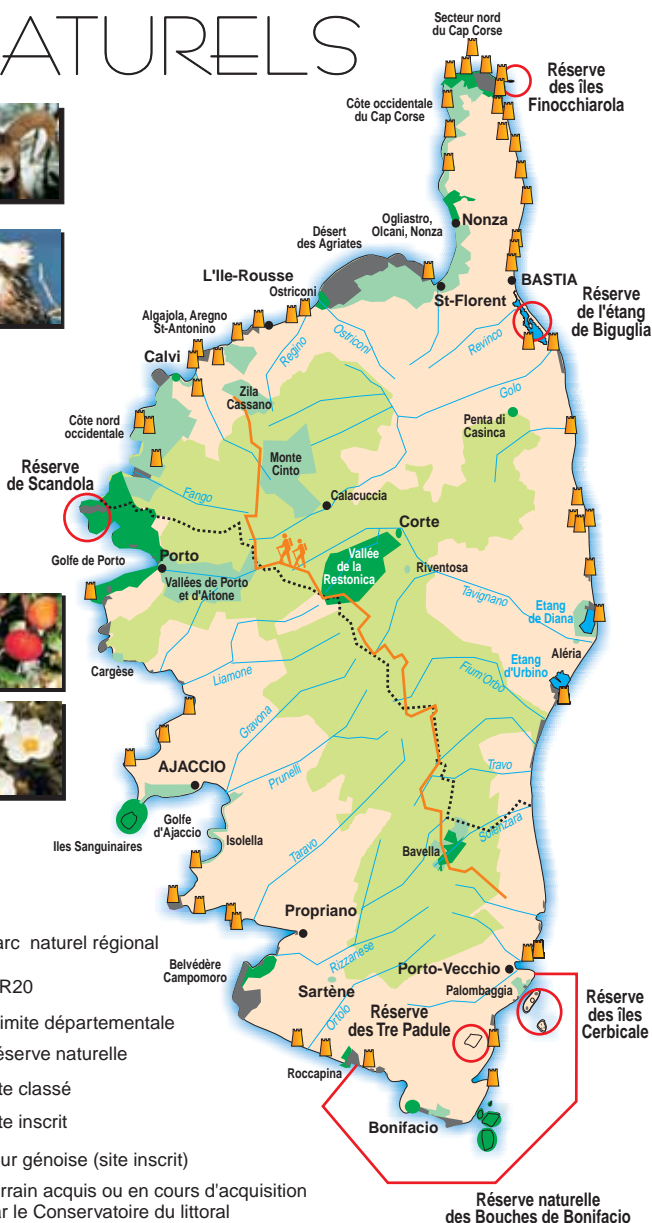 ATURELS
Secteur nord
du Cap Corse
Réserve
des îles
Finocchiarola
Côte occidentale
du Cap Corse
Ogliastro,
Olcani, Nonza
Nonza
Désert
des Agriates
L'Ile-Rousse
Ostriconi
St-Florent
BASTIA
Réserve
de l'étang
de Biguglia
Algajola, Aregno
St-Antonino
Calvi
Regino
Ostriconi
Revinco
Golo
Zila
Cassano
Penta di
Casinca
Côte nord
occidentale
Monte
Cinto
Réserve
de Scandola
Fango
Calacuccia
Corte
Golfe de Porto
Porto
Vallée
de la
Restonica
Riventosa
Vallées de Porto
et d'Aitone
Tavignano
Etang
de Diana
Aléria
Cargèse
Liamone
Fium'Orbo
Etang
d'Urbino
Gravona
AJACCIO
Prunelli
Travo
Iles Sanguinaires
Golfe
d'Ajaccio
Isolella
Taravo
Bavella
Solenzara
Propriano
arc naturel régional
Belvédère
Campomoro
Rizzanese
Porto-Vecchio
R20
Sartène
Palombaggia
imite départementale
Ortolo
Réserve
des Tre Padule
Réserve
des îles
Cerbicale
éserve naturelle
Roccapina
te classé
te inscrit
Bonifacio
ur génoise (site inscrit)
rrain acquis ou en cours d'acquisition
ar le Conservatoire du littoral
Réserve naturelle
des Bouches de Bonifacio